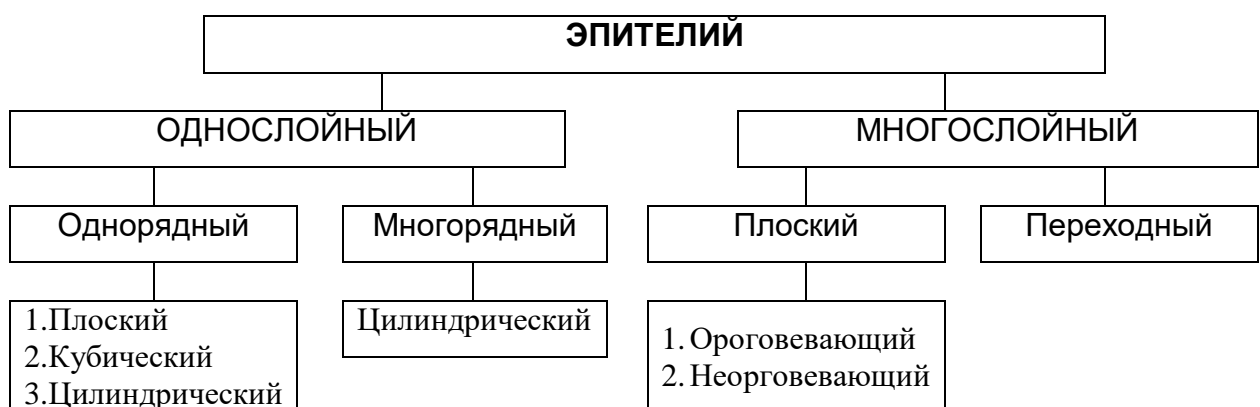 ЭПИТЕЛИЙ
ОДНОСЛОЙНЫЙ
МНОГОСЛОЙНЫЙ
Однорядный
Многорядный
Плоский
Переходный
1.Плоский
2.Кубический
3.Цилиндрический
Цилиндрический
1. Ороговевающий
2. Неорговевающий